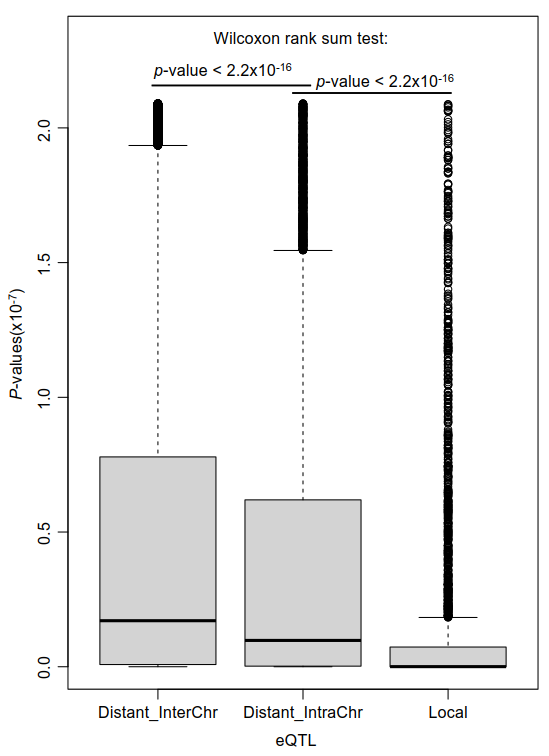 Wilcoxon rank sum test:
p-value < 2.2x10⁻¹⁶
p-value < 2.2x10⁻¹⁶
P-values(x10⁻⁷)
2.0
1.5
1.0
0.5
0.0
Distant_InterChr Distant_IntraChr Local
eQTL